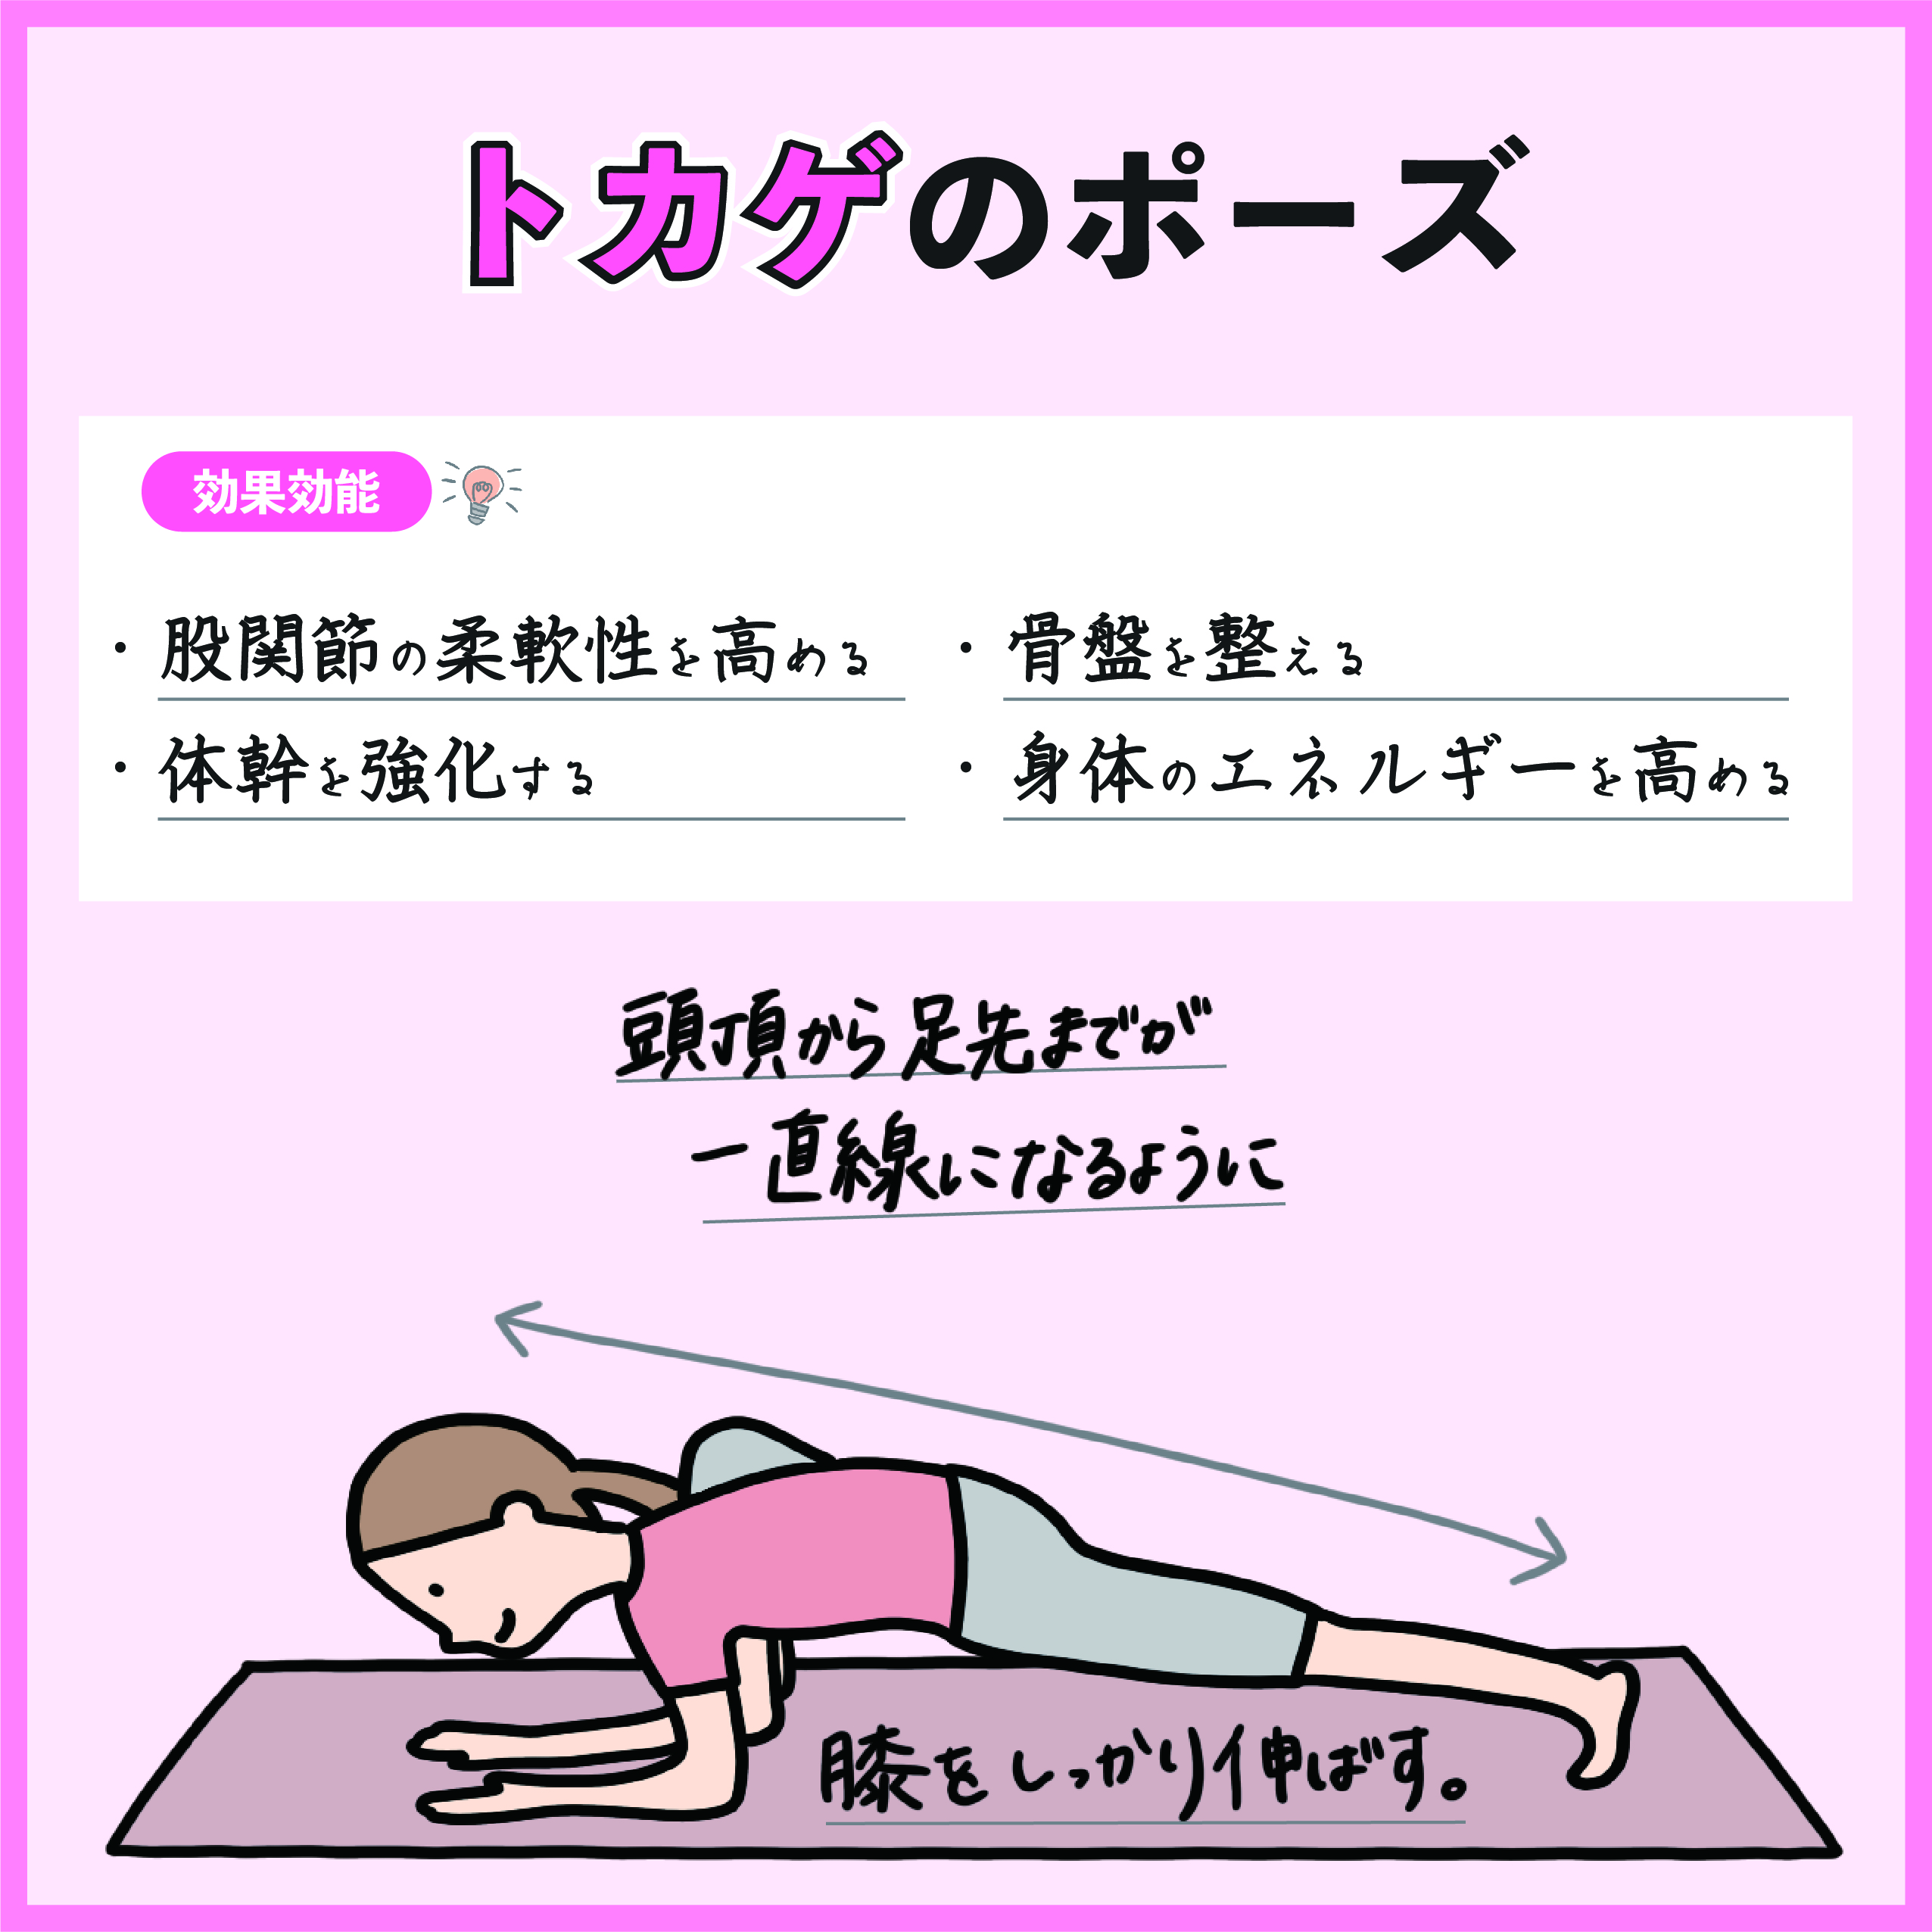 トカゲのポーズ
効果効能
・股関節の柔軟性を高める
・体幹を強化する
・骨盤を整える
・身体のエネルギーを高める
頭頂から足先までが
一直線になるように
膝をしっかり伸ばす。